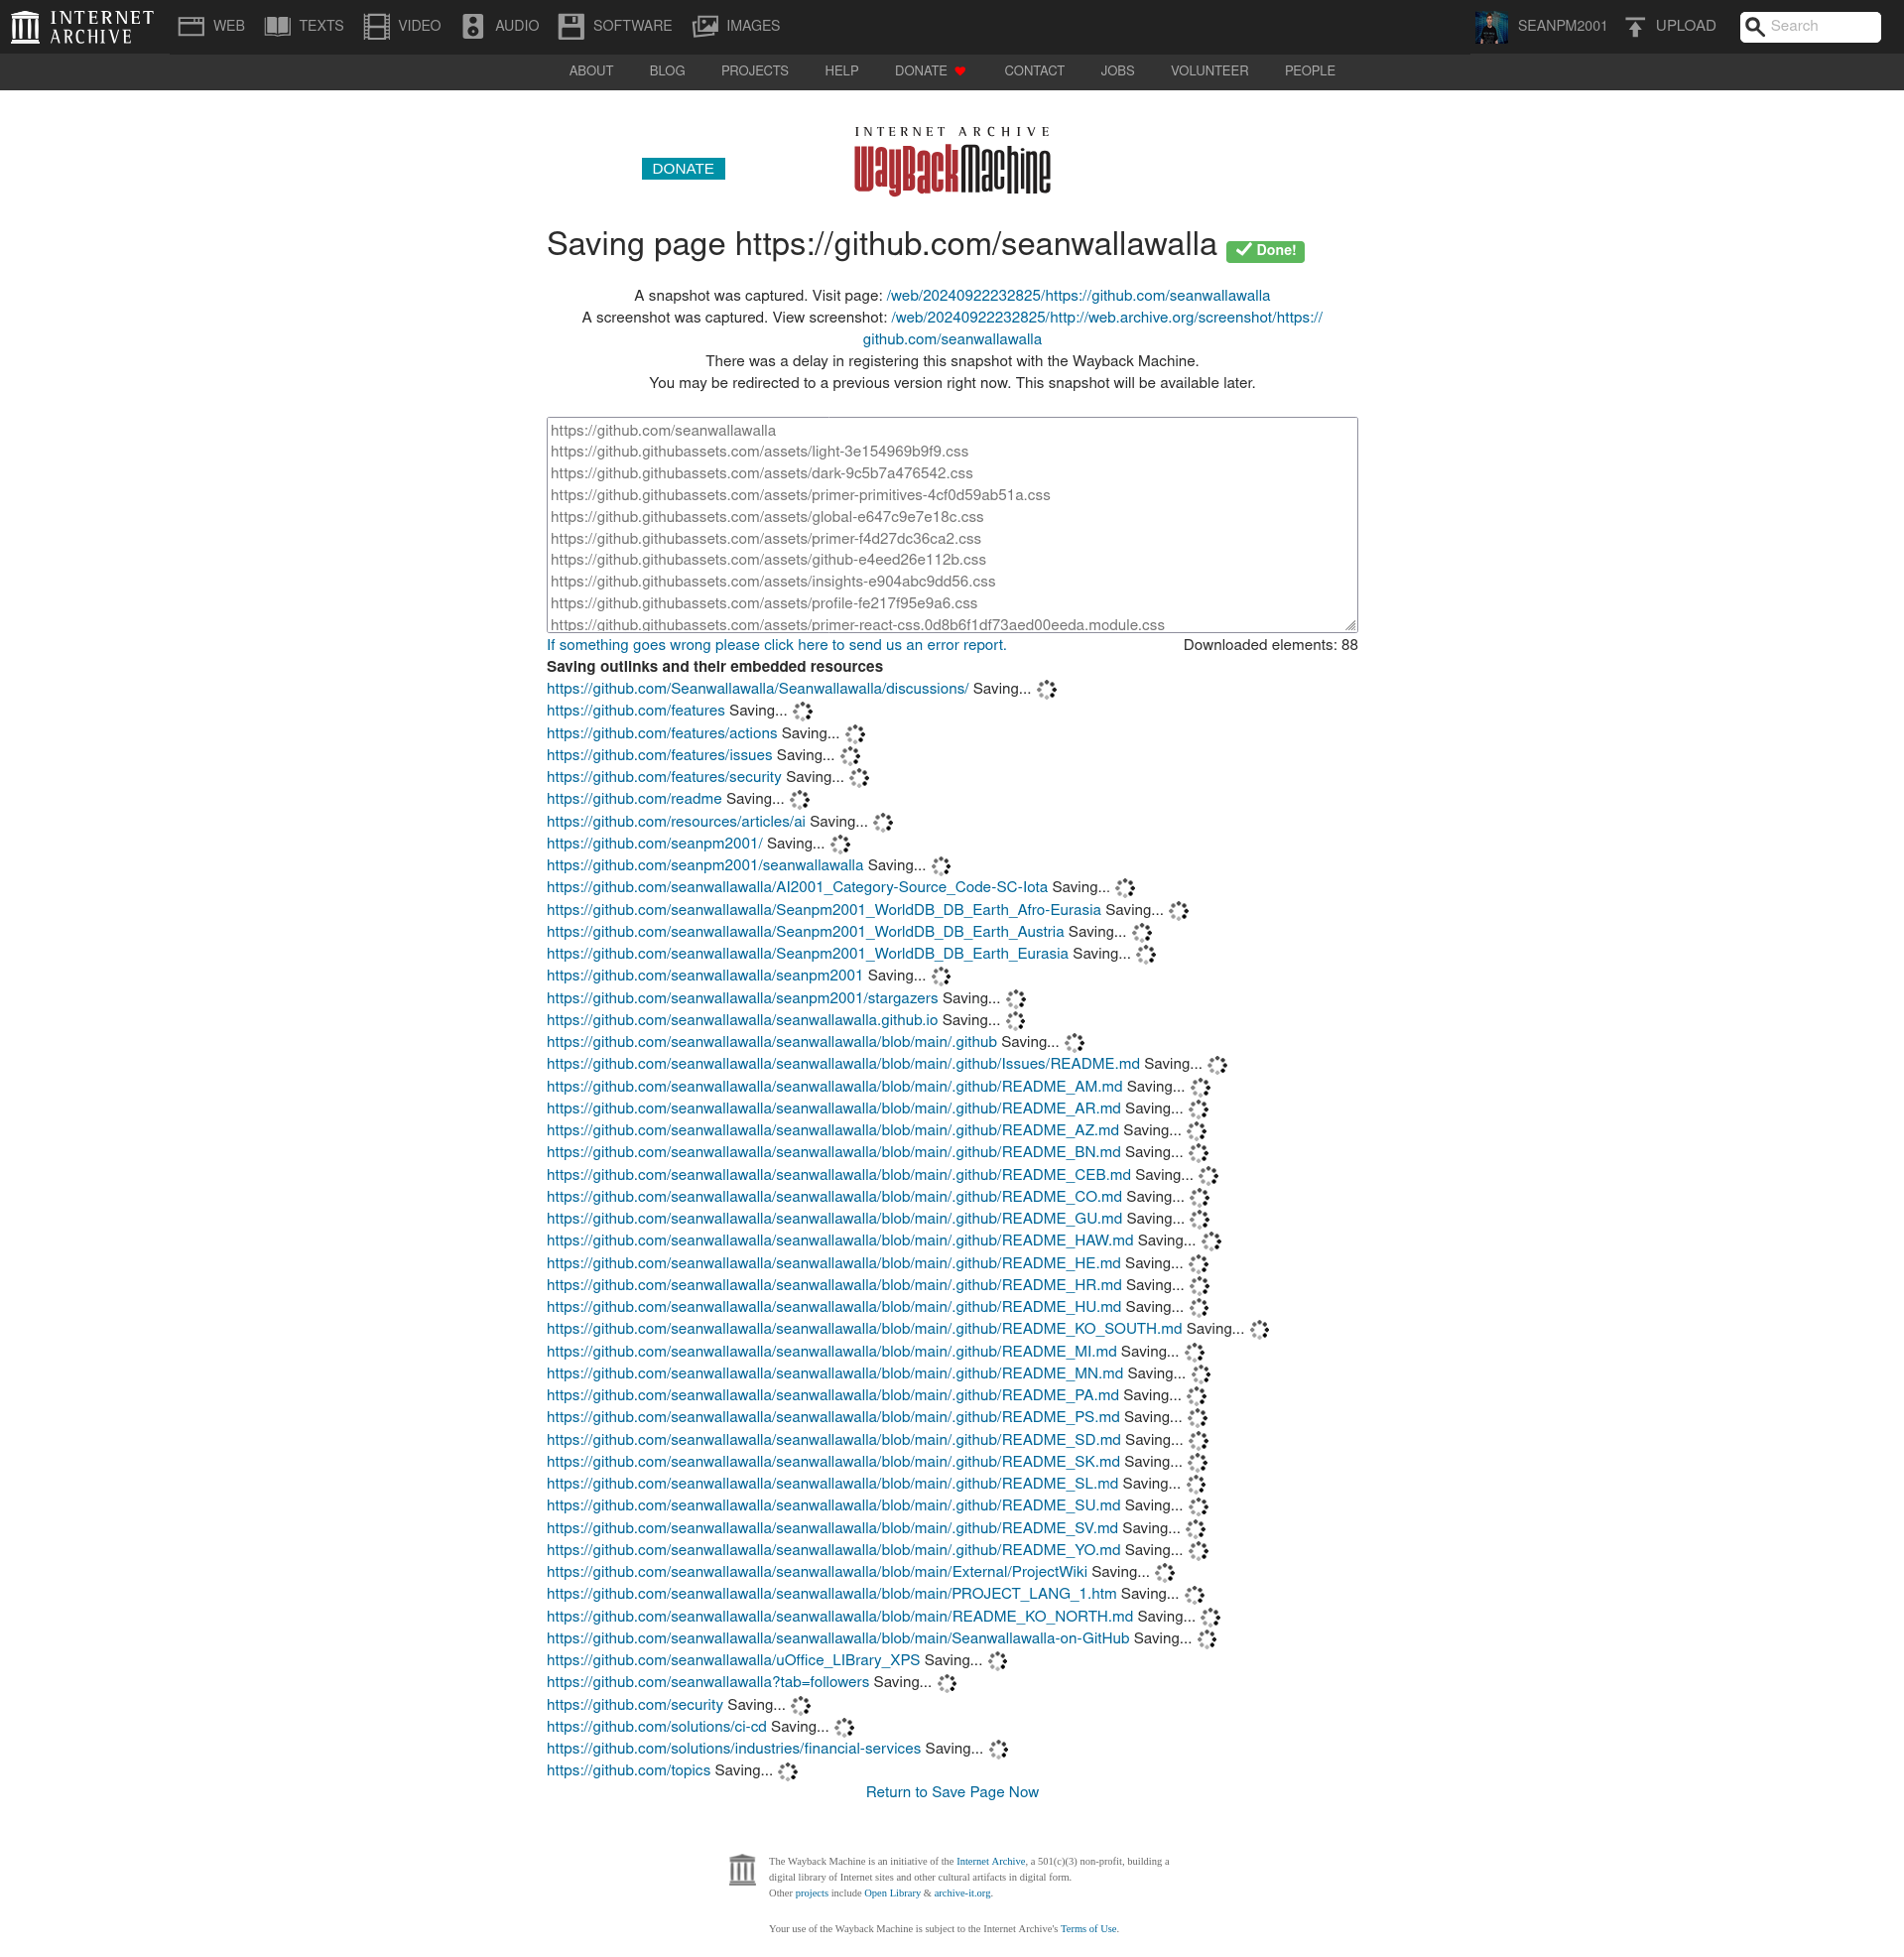 INTERNET ARCHIVE
WEB TEXTS VIDEO AUDIO SOFTWARE IMAGES SEANPM2001 UPLOAD Search
ABOUT BLOG PROJECTS HELP DONATE CONTACT JOBS VOLUNTEER PEOPLE
INTERNET ARCHIVE
WayBackMachine
DONATE
Saving page https://github.com/seanwallawalla Done!
A snapshot was captured. Visit page: /web/20240922232825/https://github.com/seanwallawalla
A screenshot was captured. View screenshot: /web/20240922232825/http://web.archive.org/screenshot/https://
github.com/seanwallawalla
There was a delay in registering this snapshot with the Wayback Machine.
You may be redirected to a previous version right now. This snapshot will be available later.
https://github.com/seanwallawalla
https://github.githubassets.com/assets/light-3e154969b9f9.css
https://github.githubassets.com/assets/dark-9c5b7a476542.css
https://github.githubassets.com/assets/primer-primitives-4cf0d59ab51a.css
https://github.githubassets.com/assets/global-e647c9e7e18c.css
https://github.githubassets.com/assets/primer-f4d27dc36ca2.css
https://github.githubassets.com/assets/github-e4eed26e112b.css
https://github.githubassets.com/assets/insights-e904abc9dd56.css
https://github.githubassets.com/assets/profile-fe217f95e9a6.css
https://github.githubassets.com/assets/primer-react-css.0d8b6f1df73aed00eeda.module.css
If something goes wrong please click here to send us an error report. Downloaded elements: 88
Saving outlinks and their embedded resources
https://github.com/Seanwallawalla/Seanwallawalla/discussions/ Saving...
https://github.com/features Saving...
https://github.com/features/actions Saving...
https://github.com/features/issues Saving...
https://github.com/features/security Saving...
https://github.com/readme Saving...
https://github.com/resources/articles/ai Saving...
https://github.com/seanpm2001/ Saving...
https://github.com/seanpm2001/seanwallawalla Saving...
https://github.com/seanwallawalla/AI2001_Category-Source_Code-SC-Iota Saving...
https://github.com/seanwallawalla/Seanpm2001_WorldDB_DB_Earth_Afro-Eurasia Saving...
https://github.com/seanwallawalla/Seanpm2001_WorldDB_DB_Earth_Austria Saving...
https://github.com/seanwallawalla/Seanpm2001_WorldDB_DB_Earth_Eurasia Saving...
https://github.com/seanwallawalla/seanpm2001 Saving...
https://github.com/seanwallawalla/seanpm2001/stargazers Saving...
https://github.com/seanwallawalla/seanwallawalla.github.io Saving...
https://github.com/seanwallawalla/seanwallawalla/blob/main/.github Saving...
https://github.com/seanwallawalla/seanwallawalla/blob/main/.github/Issues/README.md Saving...
https://github.com/seanwallawalla/seanwallawalla/blob/main/.github/README_AM.md Saving...
https://github.com/seanwallawalla/seanwallawalla/blob/main/.github/README_AR.md Saving...
https://github.com/seanwallawalla/seanwallawalla/blob/main/.github/README_AZ.md Saving...
https://github.com/seanwallawalla/seanwallawalla/blob/main/.github/README_BN.md Saving...
https://github.com/seanwallawalla/seanwallawalla/blob/main/.github/README_CEB.md Saving...
https://github.com/seanwallawalla/seanwallawalla/blob/main/.github/README_CO.md Saving...
https://github.com/seanwallawalla/seanwallawalla/blob/main/.github/README_GU.md Saving...
https://github.com/seanwallawalla/seanwallawalla/blob/main/.github/README_HAW.md Saving...
https://github.com/seanwallawalla/seanwallawalla/blob/main/.github/README_HE.md Saving...
https://github.com/seanwallawalla/seanwallawalla/blob/main/.github/README_HR.md Saving...
https://github.com/seanwallawalla/seanwallawalla/blob/main/.github/README_HU.md Saving...
https://github.com/seanwallawalla/seanwallawalla/blob/main/.github/README_KO_SOUTH.md Saving...
https://github.com/seanwallawalla/seanwallawalla/blob/main/.github/README_MI.md Saving...
https://github.com/seanwallawalla/seanwallawalla/blob/main/.github/README_MN.md Saving...
https://github.com/seanwallawalla/seanwallawalla/blob/main/.github/README_PA.md Saving...
https://github.com/seanwallawalla/seanwallawalla/blob/main/.github/README_PS.md Saving...
https://github.com/seanwallawalla/seanwallawalla/blob/main/.github/README_SD.md Saving...
https://github.com/seanwallawalla/seanwallawalla/blob/main/.github/README_SK.md Saving...
https://github.com/seanwallawalla/seanwallawalla/blob/main/.github/README_SL.md Saving...
https://github.com/seanwallawalla/seanwallawalla/blob/main/.github/README_SU.md Saving...
https://github.com/seanwallawalla/seanwallawalla/blob/main/.github/README_SV.md Saving...
https://github.com/seanwallawalla/seanwallawalla/blob/main/.github/README_YO.md Saving...
https://github.com/seanwallawalla/seanwallawalla/blob/main/External/ProjectWiki Saving...
https://github.com/seanwallawalla/seanwallawalla/blob/main/PROJECT_LANG_1.htm Saving...
https://github.com/seanwallawalla/seanwallawalla/blob/main/README_KO_NORTH.md Saving...
https://github.com/seanwallawalla/seanwallawalla/blob/main/Seanwallawalla-on-GitHub Saving...
https://github.com/seanwallawalla/uOffice_LIBrary_XPS Saving...
https://github.com/seanwallawalla?tab=followers Saving...
https://github.com/security Saving...
https://github.com/solutions/ci-cd Saving...
https://github.com/solutions/industries/financial-services Saving...
https://github.com/topics Saving...
Return to Save Page Now
The Wayback Machine is an initiative of the Internet Archive, a 501(c)(3) non-profit, building a
digital library of Internet sites and other cultural artifacts in digital form.
Other projects include Open Library & archive-it.org.
Your use of the Wayback Machine is subject to the Internet Archive's Terms of Use.